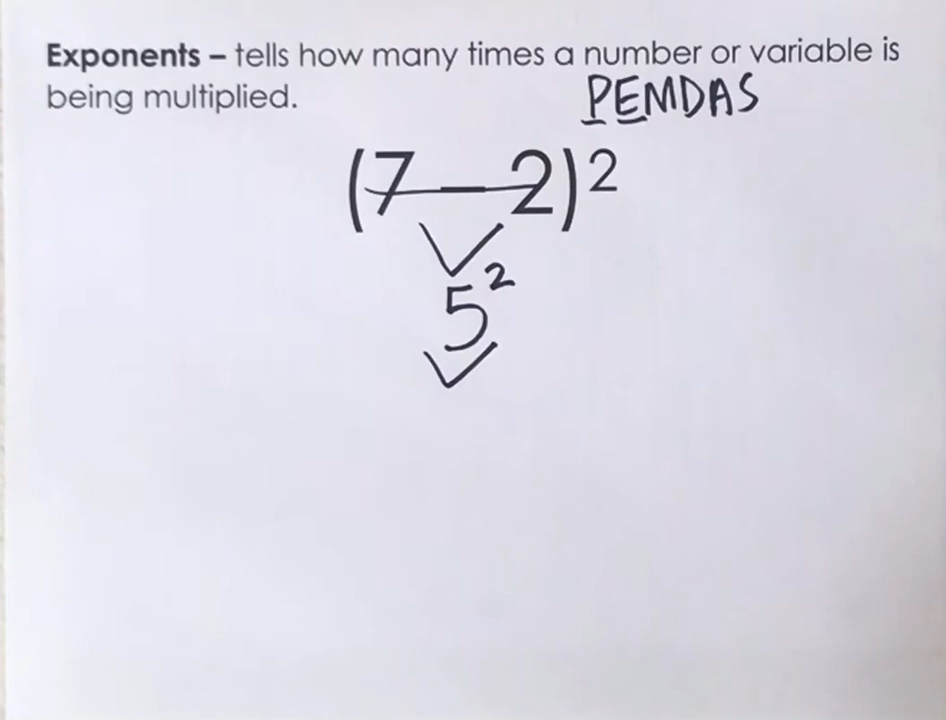 Exponents – tells how many times a number or variable is
being multiplied.
PEMDAS
(7 – 2)²
5²